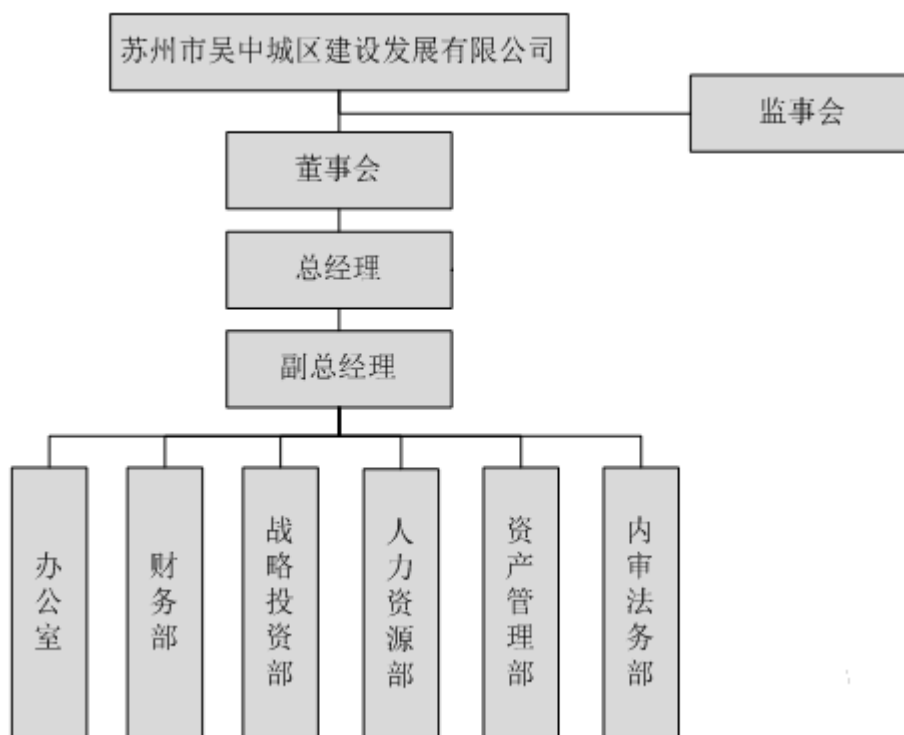 苏州市吴中城区建设发展有限公司
监事会
董事会
总经理
副总经理
办公室
财务部
战略投资部
人力资源部
资产管理部
内审法务部